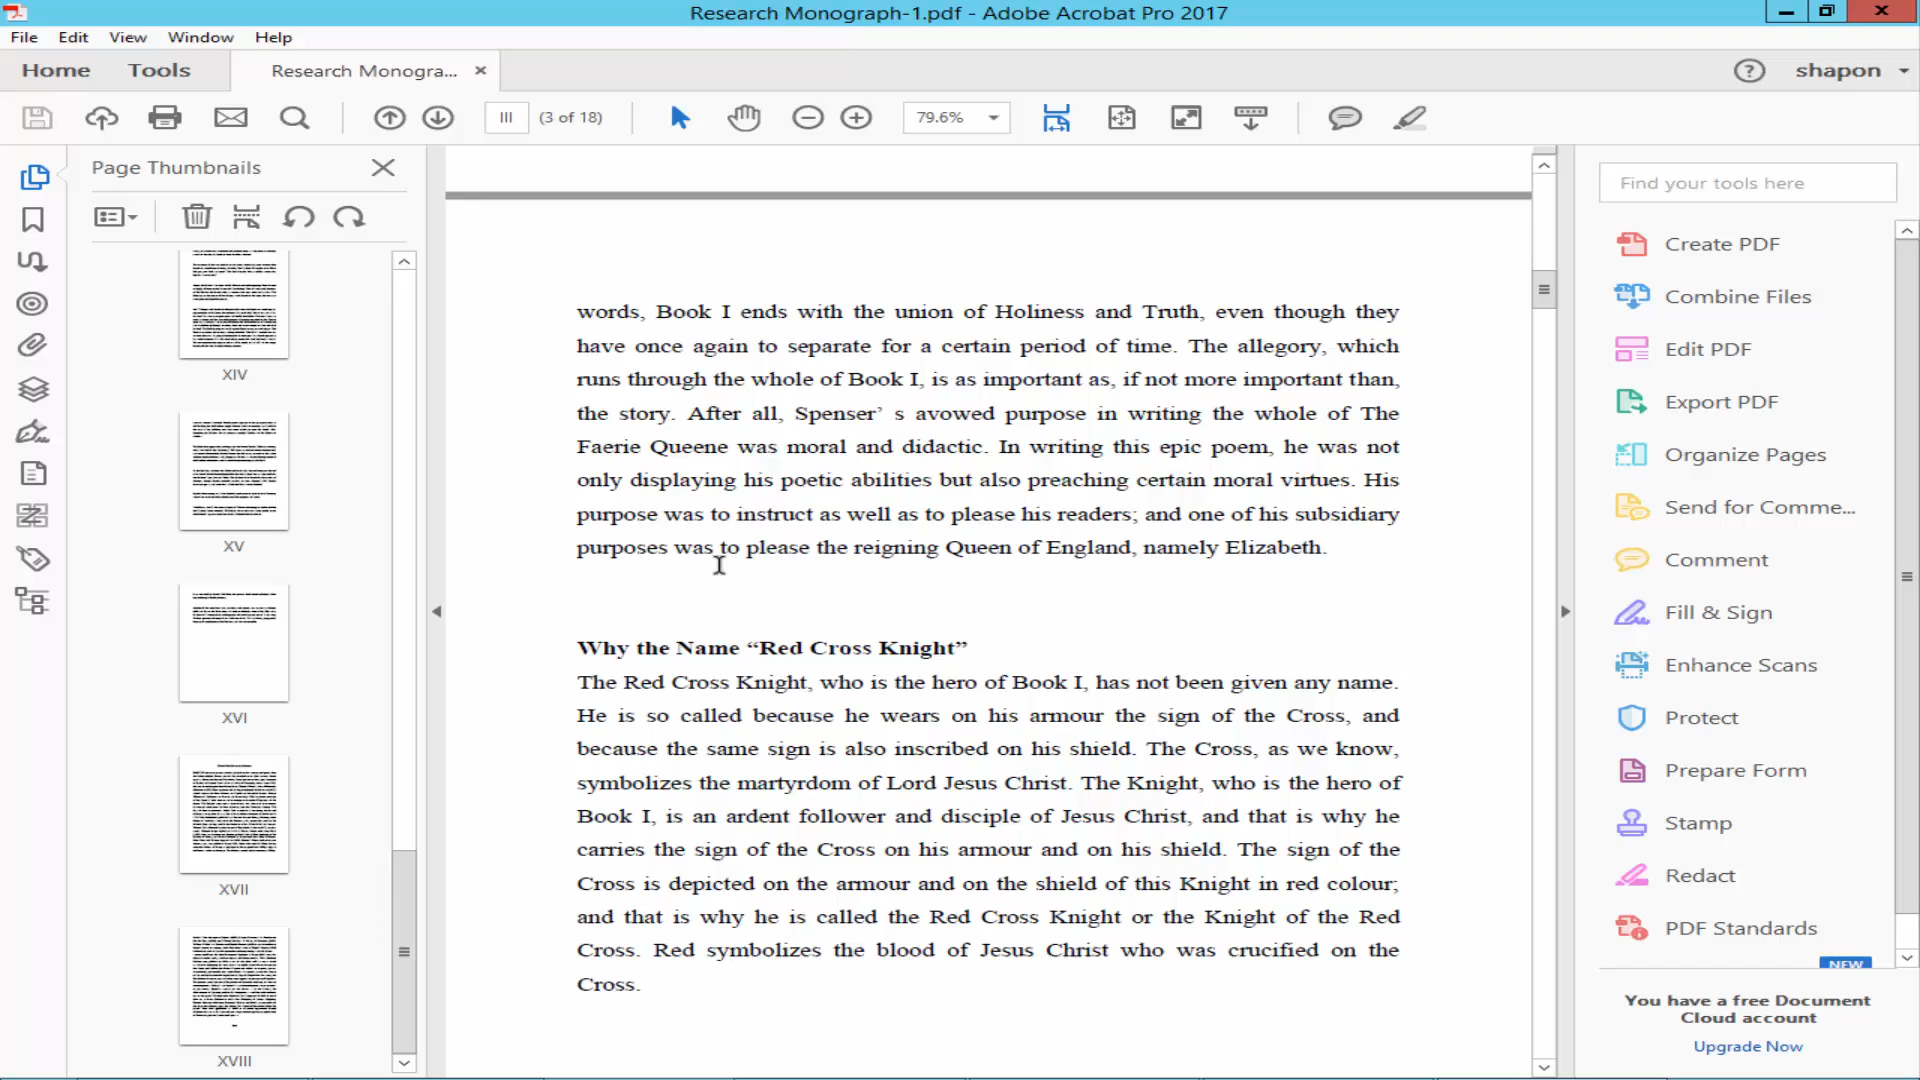 Research Monograph-1.pdf - Adobe Acrobat Pro 2017
File Edit View Window Help
Home Tools Research Monogra... shapon
III (3 of 18) 79.6%
Page Thumbnails
XIV
XV
XVI
XVII
XVIII
words, Book I ends with the union of Holiness and Truth, even though they
have once again to separate for a certain period of time. The allegory, which
runs through the whole of Book I, is as important as, if not more important than,
the story. After all, Spenser’ s avowed purpose in writing the whole of The
Faerie Queene was moral and didactic. In writing this epic poem, he was not
only displaying his poetic abilities but also preaching certain moral virtues. His
purpose was to instruct as well as to please his readers; and one of his subsidiary
purposes was to please the reigning Queen of England, namely Elizabeth.
Why the Name “Red Cross Knight”
The Red Cross Knight, who is the hero of Book I, has not been given any name.
He is so called because he wears on his armour the sign of the Cross, and
because the same sign is also inscribed on his shield. The Cross, as we know,
symbolizes the martyrdom of Lord Jesus Christ. The Knight, who is the hero of
Book I, is an ardent follower and disciple of Jesus Christ, and that is why he
carries the sign of the Cross on his armour and on his shield. The sign of the
Cross is depicted on the armour and on the shield of this Knight in red colour;
and that is why he is called the Red Cross Knight or the Knight of the Red
Cross. Red symbolizes the blood of Jesus Christ who was crucified on the
Cross.
Find your tools here
Create PDF
Combine Files
Edit PDF
Export PDF
Organize Pages
Send for Comme...
Comment
Fill & Sign
Enhance Scans
Protect
Prepare Form
Stamp
Redact
PDF Standards
NEW
You have a free Document
Cloud account
Upgrade Now